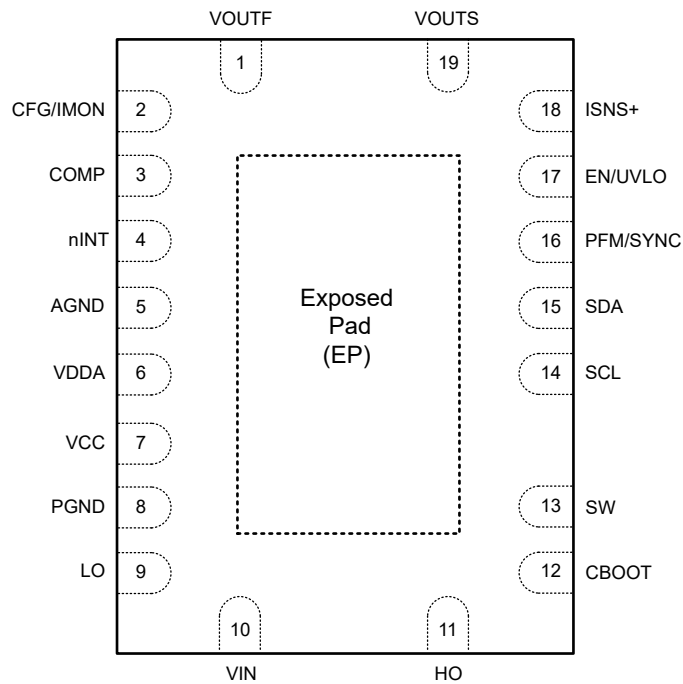 VOUTF VOUTS
1 19
CFG/IMON 2 18 ISNS+
COMP 3 17 EN/UVLO
nINT 4 16 PFM/SYNC
Exposed
Pad
(EP)
AGND 5 15 SDA
VDDA 6 14 SCL
VCC 7
PGND 8 13 SW
LO 9 12 CBOOT
10 11
VIN HO